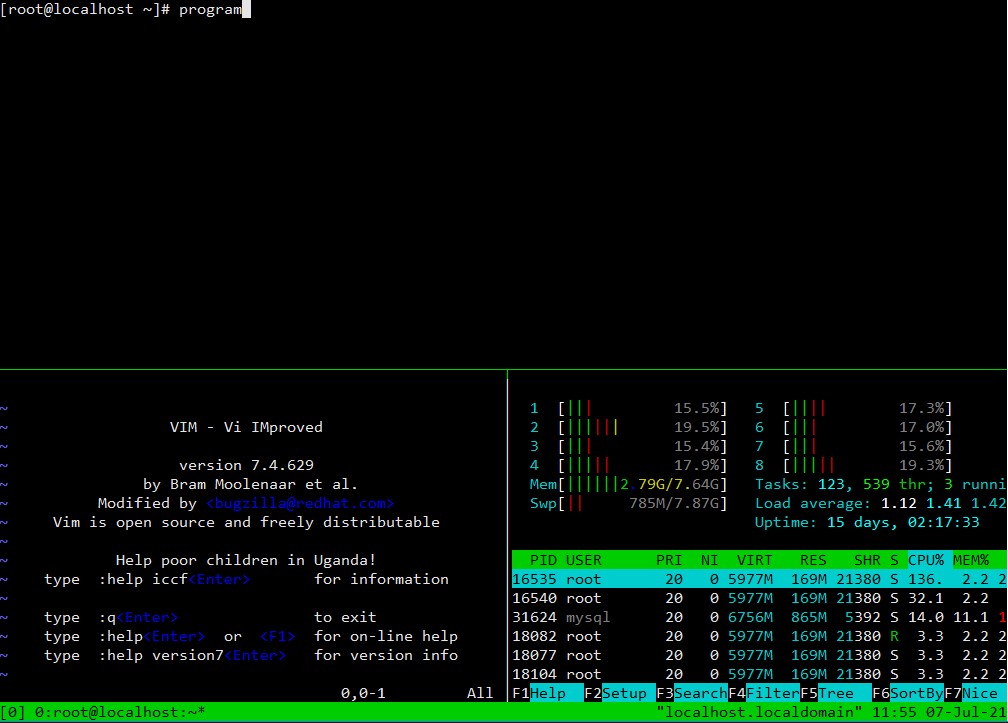 [root@localhost ~]# program
~
~ VIM - Vi IMproved
~
~ version 7.4.629
~ by Bram Moolenaar et al.
~ Modified by <bugzilla@redhat.com>
~ Vim is open source and freely distributable
~
~ Help poor children in Uganda!
~ type :help iccf<Enter> for information
~
~ type :q<Enter> to exit
~ type :help<Enter> or <F1> for on-line help
~ type :help version7<Enter> for version info
~
0,0-1 All
1 [||| 15.5%] 5 [|||| 17.3%]
2 [|||||| 19.5%] 6 [||| 17.0%]
3 [||| 15.4%] 7 [||| 15.6%]
4 [||||| 17.9%] 8 [||||| 19.3%]
Mem[||||||2.79G/7.64G] Tasks: 123, 539 thr; 3 runni
Swp[|| 785M/7.87G] Load average: 1.12 1.41 1.42
Uptime: 15 days, 02:17:33
PID USER PRI NI VIRT RES SHR S CPU% MEM%
16535 root 20 0 5977M 169M 21380 S 136. 2.2 2
16540 root 20 0 5977M 169M 21380 S 32.1 2.2
31624 mysql 20 0 6756M 865M 5392 S 14.0 11.1 1
18082 root 20 0 5977M 169M 21380 R 3.3 2.2 2
18077 root 20 0 5977M 169M 21380 S 3.3 2.2 2
18104 root 20 0 5977M 169M 21380 S 3.3 2.2 2
F1Help F2Setup F3SearchF4FilterF5Tree F6SortByF7Nice
[0] 0:root@localhost:~* "localhost.localdomain" 11:55 07-Jul-21